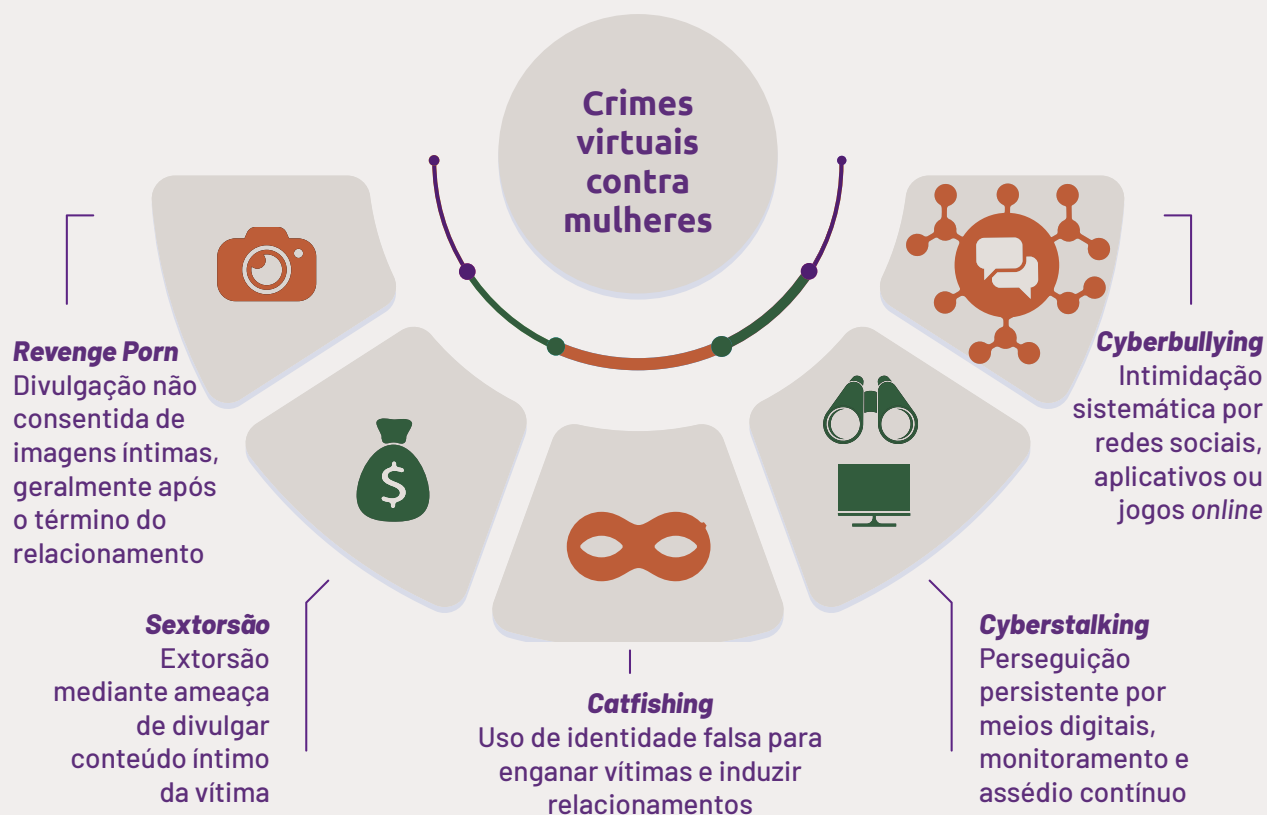 Crimes
virtuais
contra
mulheres
Revenge Porn
Divulgação não
consentida de
imagens íntimas,
geralmente após
o término do
relacionamento
Sextorsão
Extorsão
mediante ameaça
de divulgar
conteúdo íntimo
da vítima
$
Catfishing
Uso de identidade falsa para
enganar vítimas e induzir
relacionamentos
Cyberstalking
Perseguição
persistente por
meios digitais,
monitoramento e
assédio contínuo
Cyberbullying
Intimidação
sistemática por
redes sociais,
aplicativos ou
jogos online